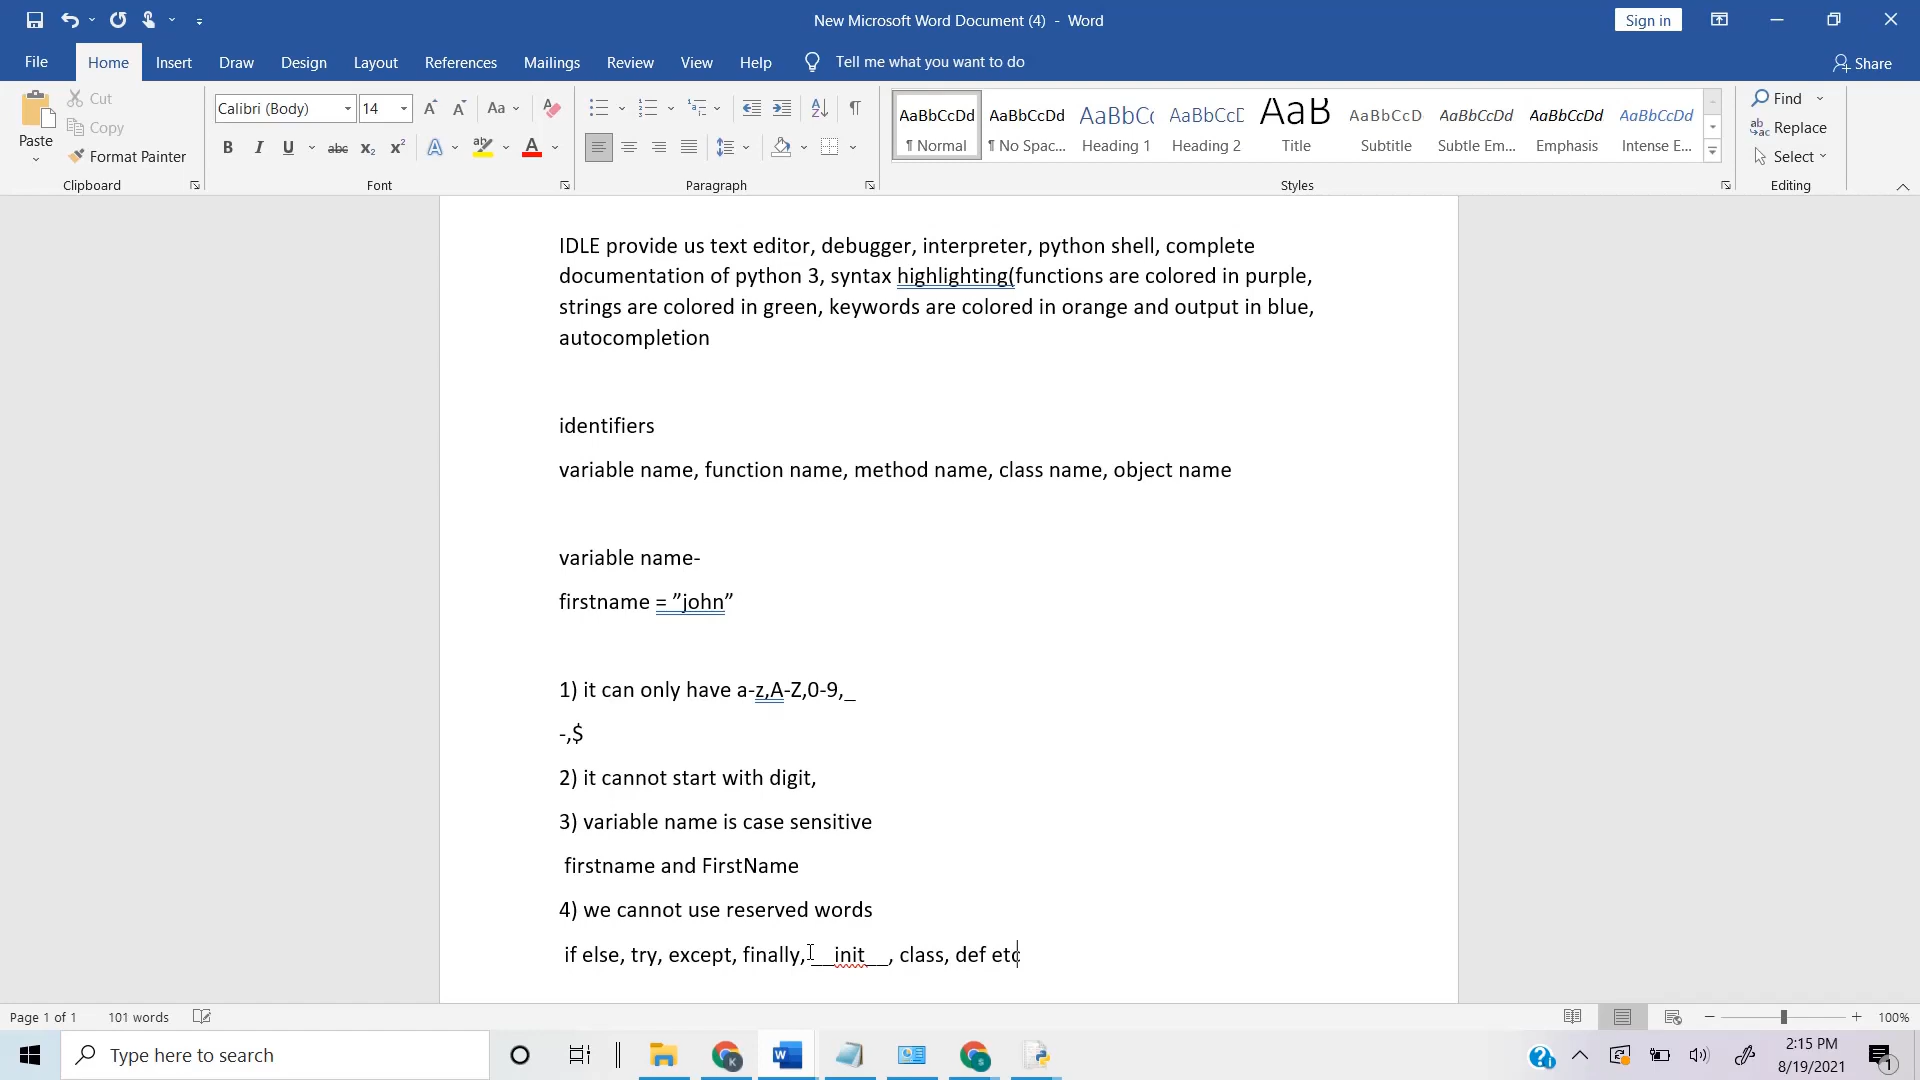 New Microsoft Word Document (4) - Word
Sign in
File Home Insert Draw Design Layout References Mailings Review View Help Tell me what you want to do
Share
Paste
Cut
Copy
Format Painter
Clipboard
Calibri (Body) 14
Font
Paragraph
AaBbCcDd AaBbCcDd AaBbCc AaBbCcD AaB AaBbCcD AaBbCcDd AaBbCcDd AaBbCcDd
¶ Normal ¶ No Spac... Heading 1 Heading 2 Title Subtitle Subtle Em... Emphasis Intense E...
Styles
Find
Replace
Select
Editing
IDLE provide us text editor, debugger, interpreter, python shell, complete
documentation of python 3, syntax highlighting(functions are colored in purple,
strings are colored in green, keywords are colored in orange and output in blue,
autocompletion
identifiers
variable name, function name, method name, class name, object name
variable name-
firstname = ”john”
1) it can only have a-z,A-Z,0-9,_
-,$
2) it cannot start with digit,
3) variable name is case sensitive
firstname and FirstName
4) we cannot use reserved words
if else, try, except, finally,__init__, class, def etc
Page 1 of 1 101 words
100%
Type here to search
2:15 PM
8/19/2021